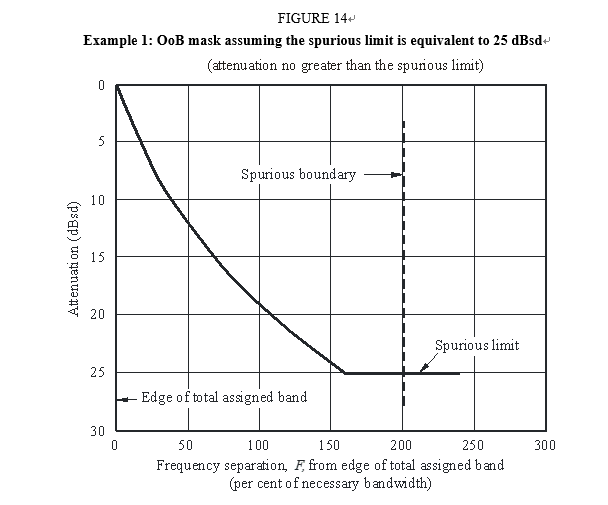 FIGURE 14↵
Example 1: OoB mask assuming the spurious limit is equivalent to 25 dBsd↵
(attenuation no greater than the spurious limit)
0
5
10
15
20
25
30
Attenuation (dBsd)
Spurious boundary
Spurious limit
Edge of total assigned band
0 50 100 150 200 250 300
Frequency separation, F, from edge of total assigned band
(per cent of necessary bandwidth)